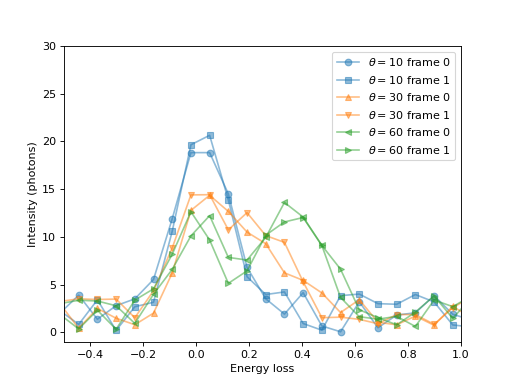 30
25
20
15
10
5
0
Intensity (photons)
θ = 10 frame 0
θ = 10 frame 1
θ = 30 frame 0
θ = 30 frame 1
θ = 60 frame 0
θ = 60 frame 1
−0.4 −0.2 0.0 0.2 0.4 0.6 0.8 1.0
Energy loss